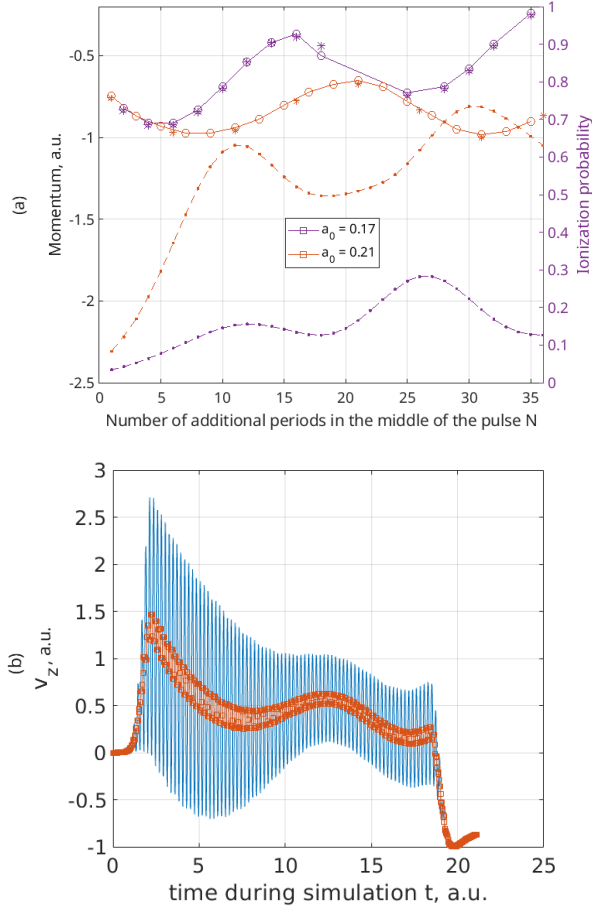 (a)
Momentum, a.u.
-0.5
-1
-1.5
-2
-2.5
a0 = 0.17
a0 = 0.21
1
0.9
0.8
0.7
0.6
0.5
0.4
0.3
0.2
0.1
0
Ionization probability
0 5 10 15 20 25 30 35
Number of additional periods in the middle of the pulse N
(b)
vz, a.u.
3
2.5
2
1.5
1
0.5
0
-0.5
-1
0 5 10 15 20 25
time during simulation t, a.u.